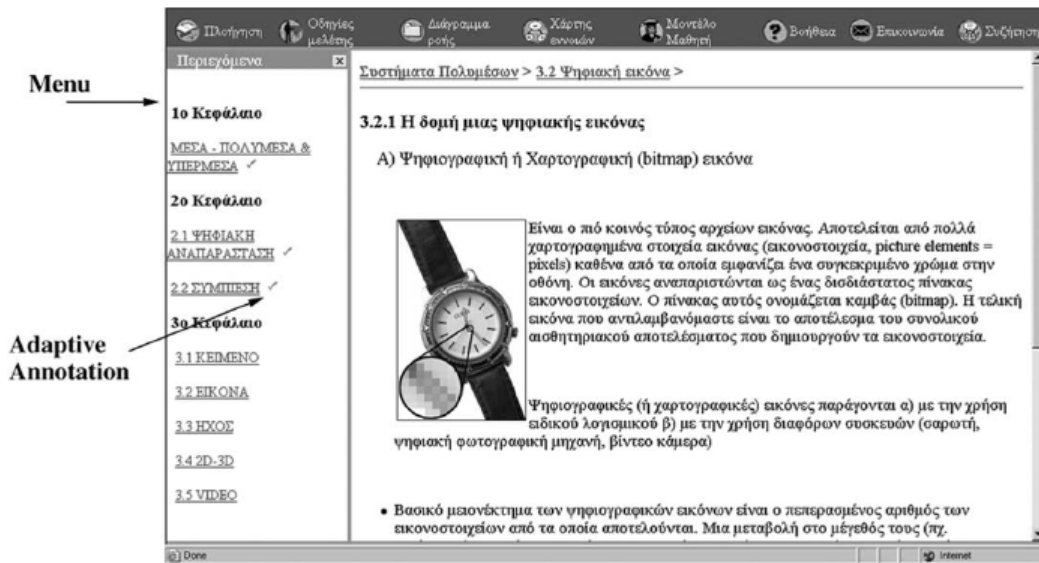 Πλοήγηση
Οδηγίες
μελέτης
Διάγραμμα
ροής
Χάρτης
εννοιών
Μοντέλο
Μαθητή
Βοήθεια
Επικοινωνία
Συζήτηση
Menu
Περιεχόμενα
1ο Κεφάλαιο
ΜΕΣΑ - ΠΟΛΥΜΕΣΑ &
ΥΠΕΡΜΕΣΑ
2ο Κεφάλαιο
2.1 ΨΗΦΙΑΚΗ
ΑΝΑΠΑΡΑΣΤΑΣΗ
2.2 ΣΥΜΠΙΕΣΗ
3ο Κεφάλαιο
Adaptive
Annotation
3.1 ΚΕΙΜΕΝΟ
3.2 ΕΙΚΟΝΑ
3.3 ΗΧΟΣ
3.4 2D-3D
3.5 VIDEO
Συστήματα Πολυμέσων > 3.2 Ψηφιακή εικόνα >
3.2.1 Η δομή μιας ψηφιακής εικόνας
Α) Ψηφιογραφική ή Χαρτογραφική (bitmap) εικόνα
Είναι ο πιό κοινός τύπος αρχείων εικόνας. Αποτελείται από πολλά
χαρτογραφημένα στοιχεία εικόνας (εικονοστοιχεία, picture elements =
pixels) καθένα από τα οποία εμφανίζει ένα συγκεκριμένο χρώμα στην
οθόνη. Οι εικόνες αναπαριστώνται ως ένας δισδιάστατος πίνακας
εικονοστοιχείων. Ο πίνακας αυτός ονομάζεται καμβάς (bitmap). Η τελική
εικόνα που αντιλαμβανόμαστε είναι το αποτέλεσμα του συνολικού
αισθητηριακού αποτελέσματος που δημιουργούν τα εικονοστοιχεία.
Ψηφιογραφικές (ή χαρτογραφικές) εικόνες παράγονται α) με την χρήση
ειδικού λογισμικού β) με την χρήση διαφόρων συσκευών (σαρωτή,
ψηφιακή φωτογραφική μηχανή, βίντεο κάμερα)
• Βασικό μειονέκτημα των ψηφιογραφικών εικόνων είναι ο πεπερασμένος αριθμός των
εικονοστοιχείων από τα οποία αποτελούνται. Μια μεταβολή στο μέγεθός τους (πχ.
Done
Internet